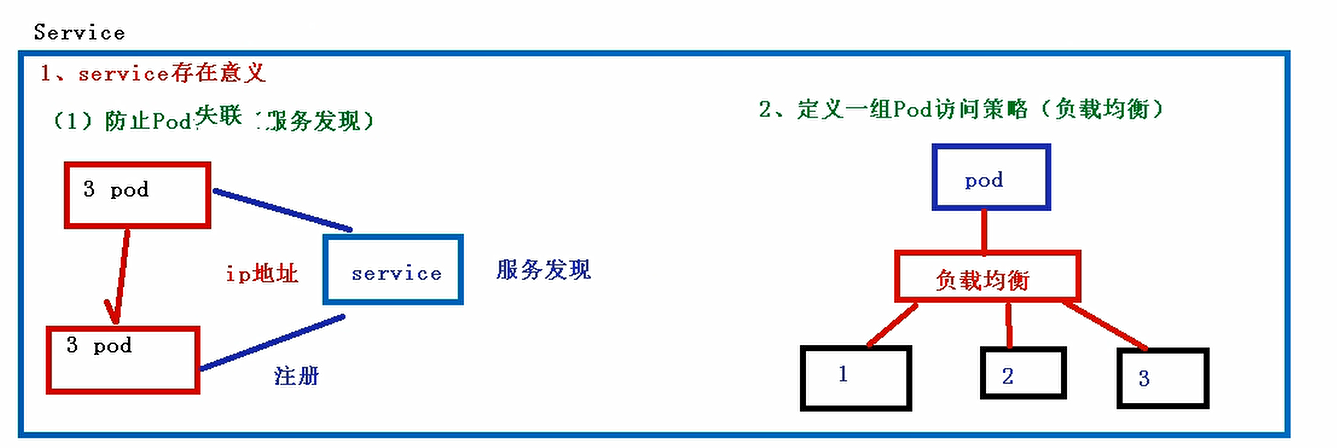 Service
1、service存在意义
（1）防止Pod失联 服务发现）
3 pod
ip地址
service
服务发现
3 pod
注册
2、定义一组Pod访问策略（负载均衡）
pod
负载均衡
1
2
3